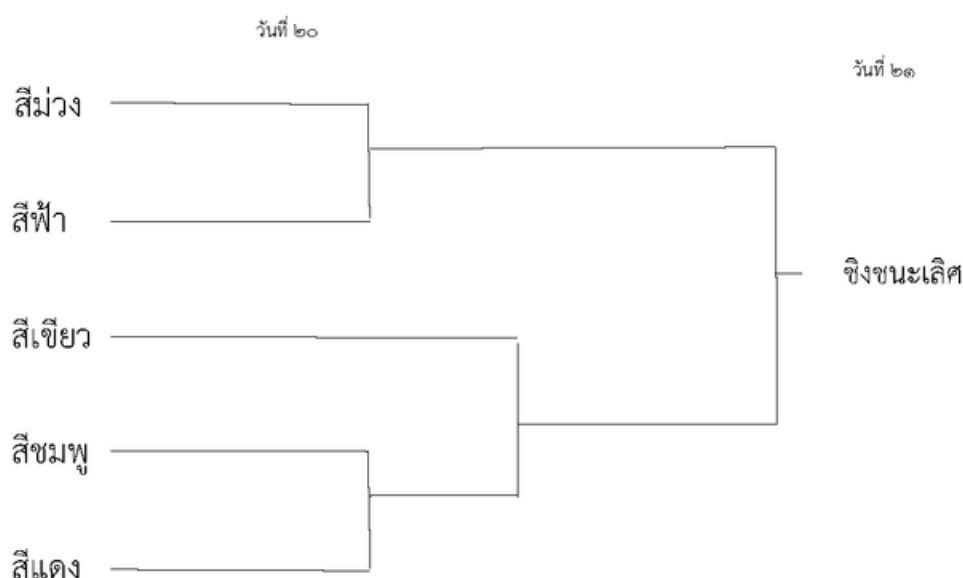 วันที่ ๒๐
วันที่ ๒๑
สีม่วง
สีฟ้า
ชิงชนะเลิศ
สีเขียว
สีชมพู
สีแดง